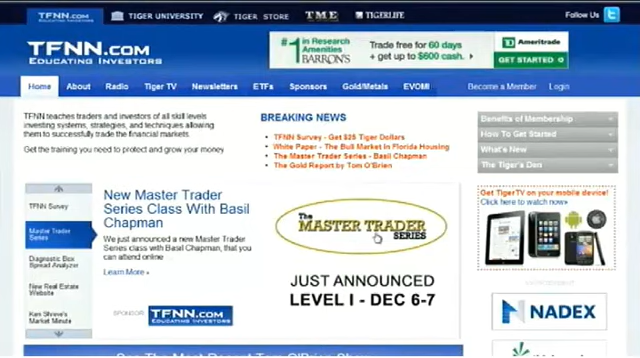 TFNN.COM
EDUCATING INVESTORS
TIGER UNIVERSITY
TIGER STORE
TME
TIGERLIFE
Follow Us
TFNN.COM
EDUCATING INVESTORS
#1 in Research
Amenities
BARRON'S
Trade free for 60 days
+ get up to $600 cash.
TD Ameritrade
GET STARTED
Home
About
Radio
Tiger TV
Newsletters
ETFs
Sponsors
Gold/Metals
EVOMI
Become a Member
Login
TFNN teaches traders and investors of all skill levels
investing systems, strategies, and techniques allowing
them to successfully trade the financial markets.
Get the training you need to protect and grow your money
BREAKING NEWS
TFNN Survey - Get $25 Tiger Dollars
White Paper - The Bull Market in Florida Housing
The Master Trader Series - Basil Chapman
The Gold Report by Tom O'Brien
Benefits of Membership
How To Get Started
What's New
The Tiger's Den
TFNN Survey
Master Trader
Series
Diagnostic Box
Spread Analyzer
New Real Estate
Website
Ken Shreve's
Market Minute
New Master Trader
Series Class With Basil
Chapman
We just announced a new Master Trader
Series class with Basil Chapman, that you
can attend online
Learn More
SPONSOR
TFNN.COM
EDUCATING INVESTORS
The
MASTER TRADER
SERIES
JUST ANNOUNCED
LEVEL I - DEC 6-7
Get TigerTV on your mobile device!
Click here to watch now»
NADEX